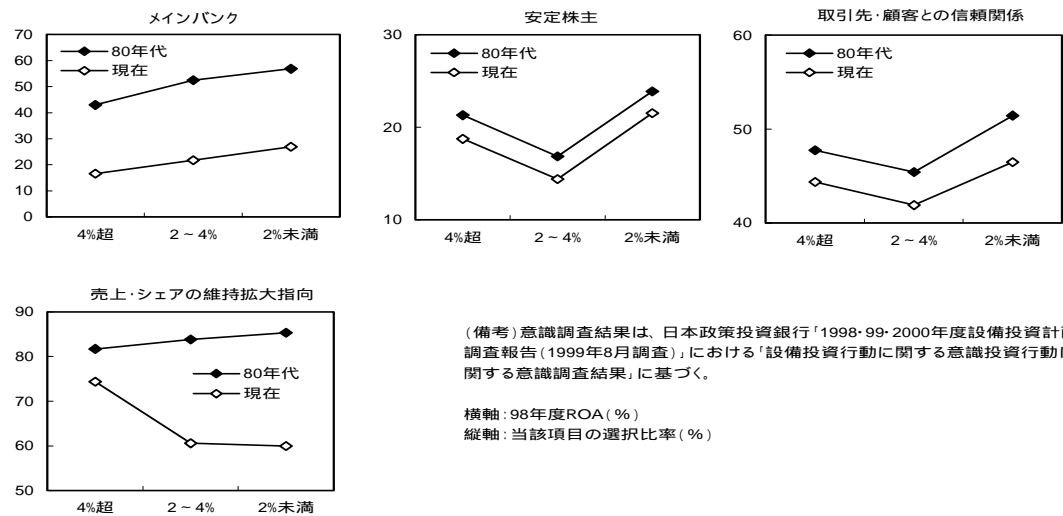 メインバンク
70
60
50
40
30
20
10
0
80年代
現在
4%超
2~4%
2%未満
安定株主
30
20
10
80年代
現在
4%超
2~4%
2%未満
取引先・顧客との信頼関係
60
50
40
80年代
現在
4%超
2~4%
2%未満
売上・シェアの維持拡大指向
90
80
70
60
50
80年代
現在
4%超
2~4%
2%未満
(備考)意識調査結果は、日本政策投資銀行「1998・99・2000年度設備投資計
調査報告(1999年8月調査)」における「設備投資行動に関する意識投資行動に
関する意識調査結果」に基づく。
横軸:98年度ROA(%)
縦軸:当該項目の選択比率(%)